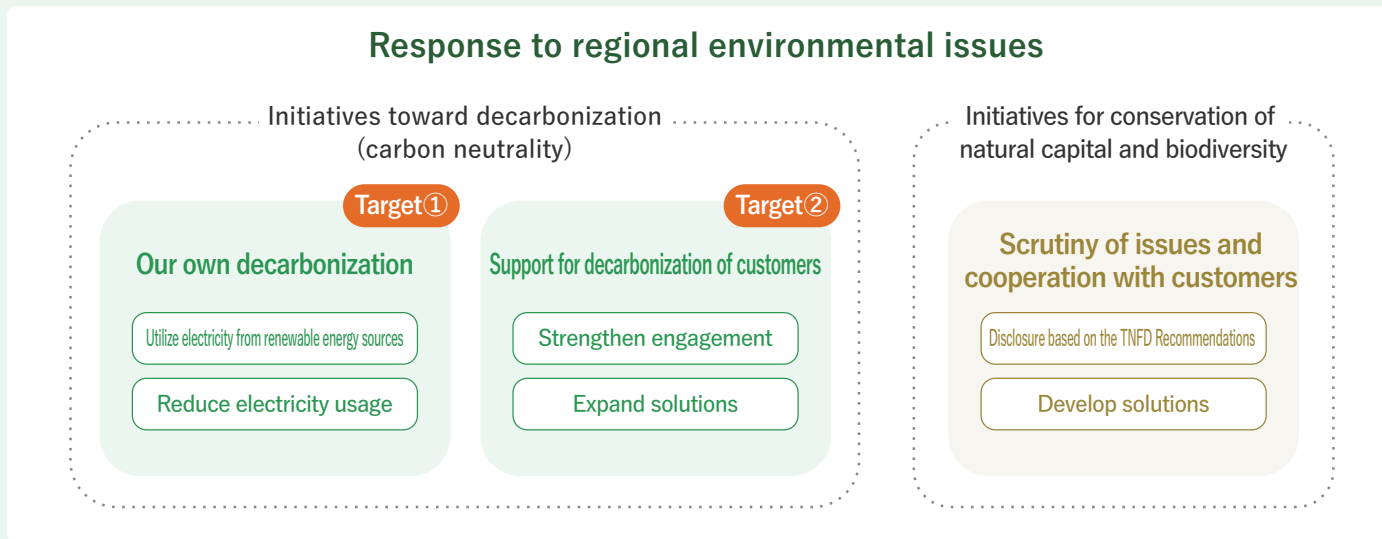 Response to regional environmental issues
Initiatives toward decarbonization
(carbon neutrality)
Target①
Our own decarbonization
Utilize electricity from renewable energy sources
Reduce electricity usage
Target②
Support for decarbonization of customers
Strengthen engagement
Expand solutions
Initiatives for conservation of
natural capital and biodiversity
Scrutiny of issues and
cooperation with customers
Disclosure based on the TNFD Recommendations
Develop solutions